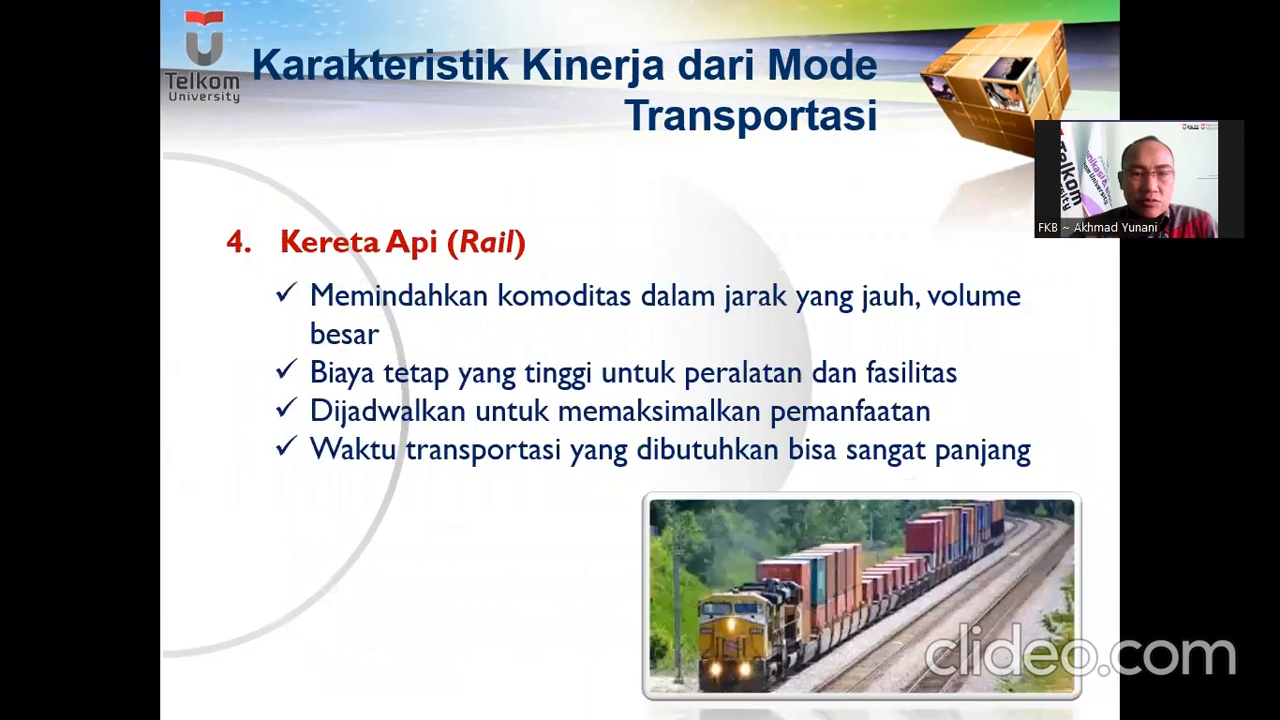 Telkom
University
Karakteristik Kinerja dari Mode
Transportasi
Telkom
University
FKB ~ Akhmad Yunani
4. Kereta Api (Rail)
✓ Memindahkan komoditas dalam jarak yang jauh, volume
besar
✓ Biaya tetap yang tinggi untuk peralatan dan fasilitas
✓ Dijadwalkan untuk memaksimalkan pemanfaatan
✓ Waktu transportasi yang dibutuhkan bisa sangat panjang
clideo.com